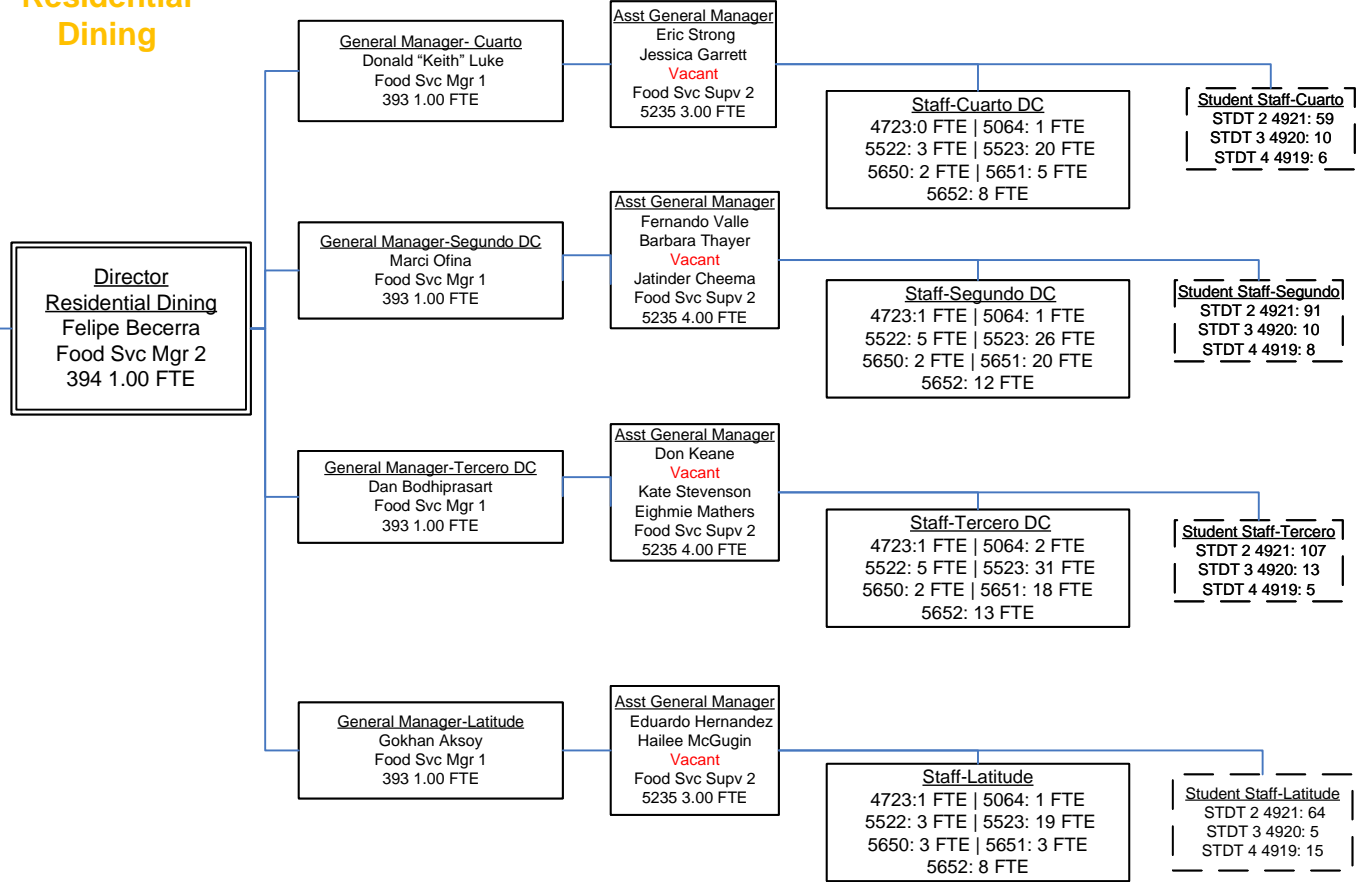 Residential
Dining
Director
Residential Dining
Felipe Becerra
Food Svc Mgr 2
394 1.00 FTE
General Manager- Cuarto
Donald “Keith” Luke
Food Svc Mgr 1
393 1.00 FTE
Asst General Manager
Eric Strong
Jessica Garrett
Vacant
Food Svc Supv 2
5235 3.00 FTE
Staff-Cuarto DC
4723:0 FTE | 5064: 1 FTE
5522: 3 FTE | 5523: 20 FTE
5650: 2 FTE | 5651: 5 FTE
5652: 8 FTE
Student Staff-Cuarto
STDT 2 4921: 59
STDT 3 4920: 10
STDT 4 4919: 6
General Manager-Segundo DC
Marci Ofina
Food Svc Mgr 1
393 1.00 FTE
Asst General Manager
Fernando Valle
Barbara Thayer
Vacant
Jatinder Cheema
Food Svc Supv 2
5235 4.00 FTE
Staff-Segundo DC
4723:1 FTE | 5064: 1 FTE
5522: 5 FTE | 5523: 26 FTE
5650: 2 FTE | 5651: 20 FTE
5652: 12 FTE
Student Staff-Segundo
STDT 2 4921: 91
STDT 3 4920: 10
STDT 4 4919: 8
General Manager-Tercero DC
Dan Bodhiprasart
Food Svc Mgr 1
393 1.00 FTE
Asst General Manager
Don Keane
Vacant
Kate Stevenson
Eighmie Mathers
Food Svc Supv 2
5235 4.00 FTE
Staff-Tercero DC
4723:1 FTE | 5064: 2 FTE
5522: 5 FTE | 5523: 31 FTE
5650: 2 FTE | 5651: 18 FTE
5652: 13 FTE
Student Staff-Tercero
STDT 2 4921: 107
STDT 3 4920: 13
STDT 4 4919: 5
General Manager-Latitude
Gokhan Aksoy
Food Svc Mgr 1
393 1.00 FTE
Asst General Manager
Eduardo Hernandez
Hailee McGugin
Vacant
Food Svc Supv 2
5235 3.00 FTE
Staff-Latitude
4723:1 FTE | 5064: 1 FTE
5522: 3 FTE | 5523: 19 FTE
5650: 3 FTE | 5651: 3 FTE
5652: 8 FTE
Student Staff-Latitude
STDT 2 4921: 64
STDT 3 4920: 5
STDT 4 4919: 15